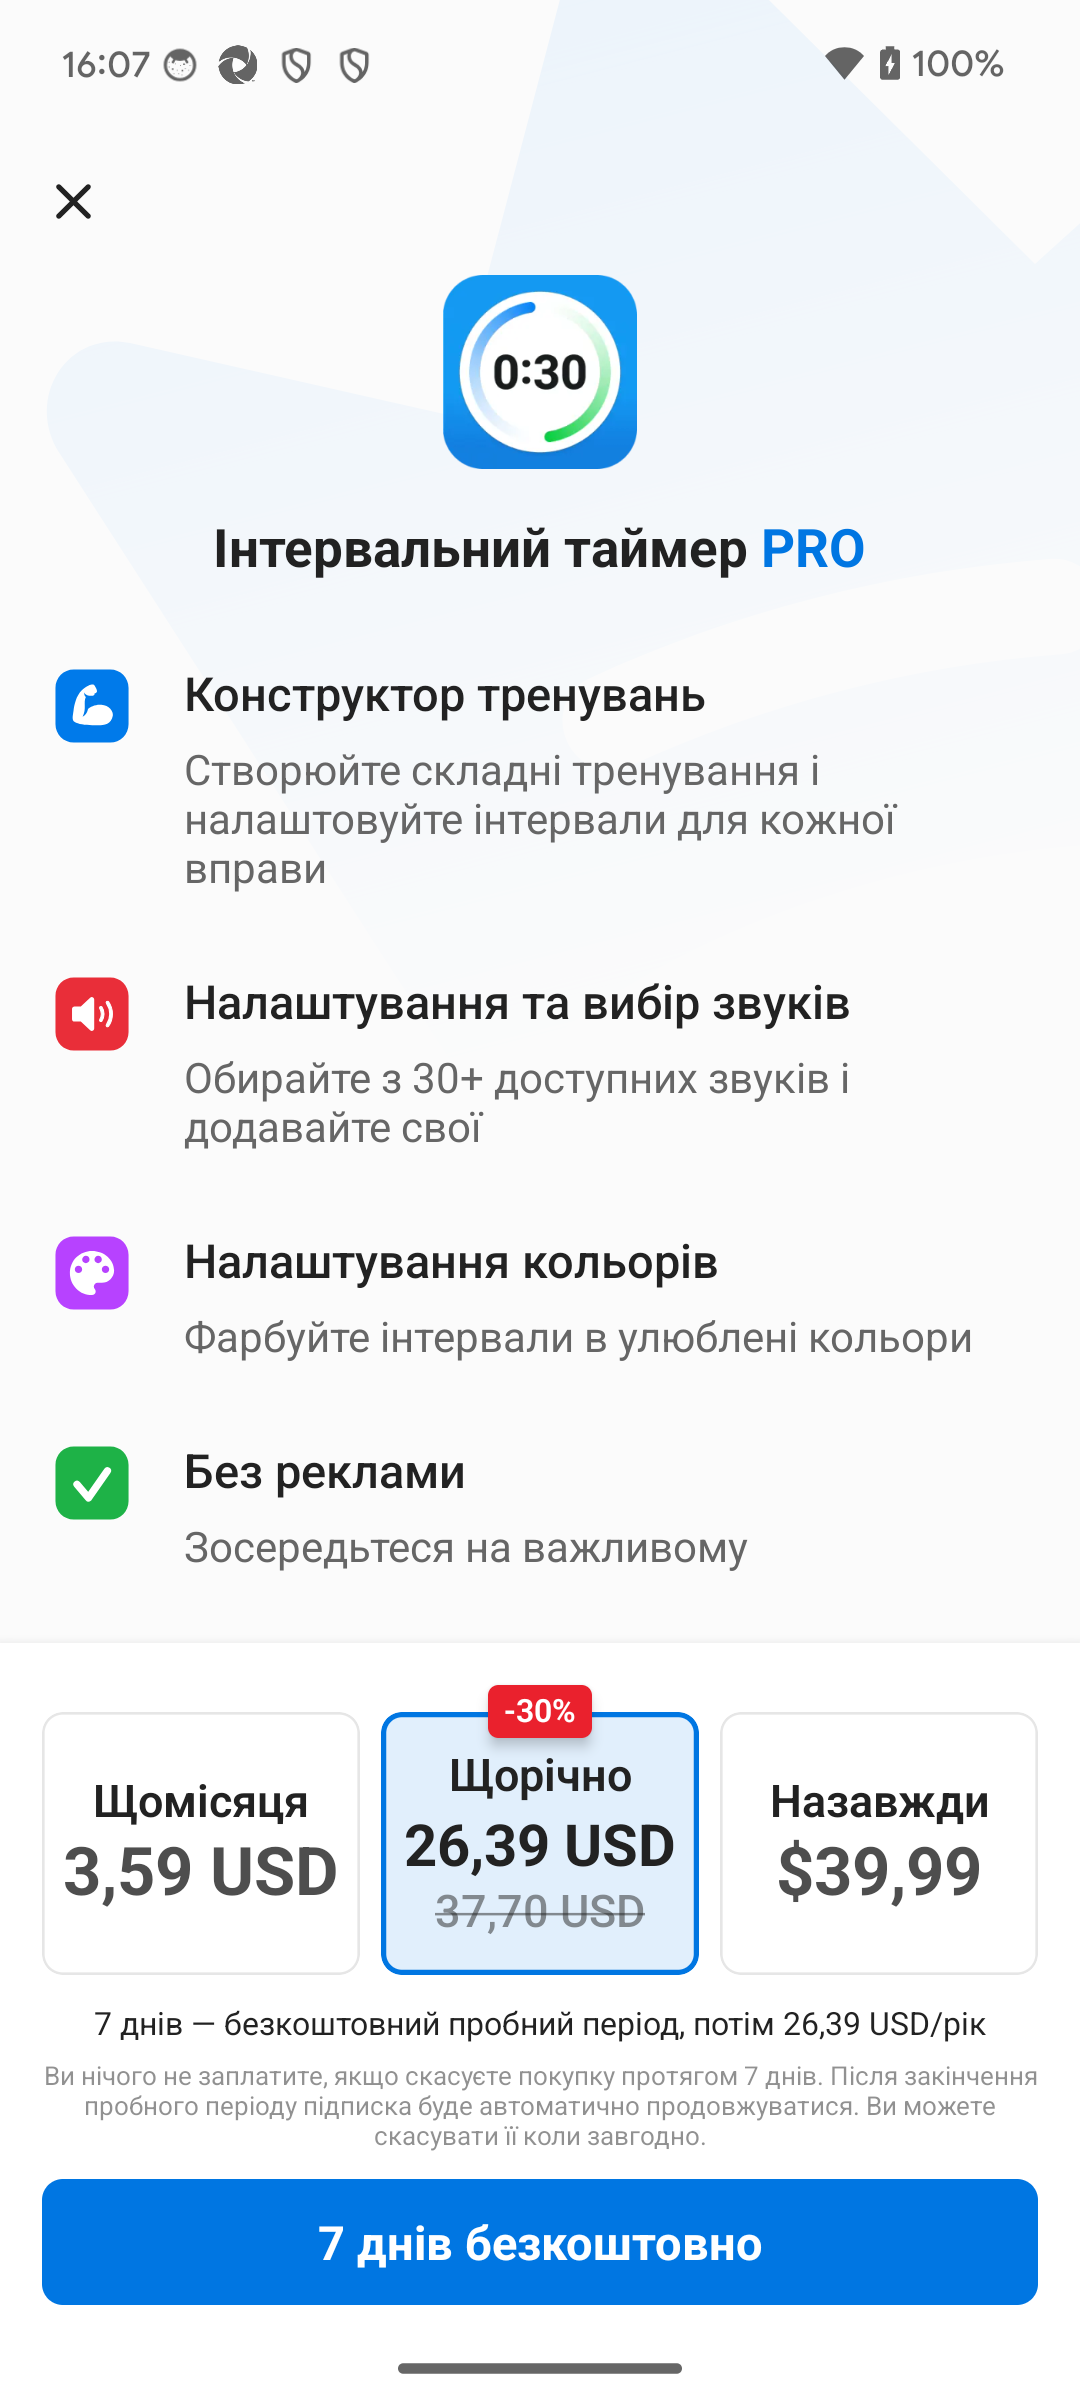 16:07
100%
0:30
Інтервальний таймер PRO
Конструктор тренувань
Створюйте складні тренування і
налаштовуйте інтервали для кожної
вправи
Налаштування та вибір звуків
Обирайте з 30+ доступних звуків і
додавайте свої
Налаштування кольорів
Фарбуйте інтервали в улюблені кольори
Без реклами
Зосередьтеся на важливому
Щомісяця
3,59 USD
-30%
Щорічно
26,39 USD
37,70 USD
Назавжди
$39,99
7 днів — безкоштовний пробний період, потім 26,39 USD/рік
Ви нічого не заплатите, якщо скасуєте покупку протягом 7 днів. Після закінчення
пробного періоду підписка буде автоматично продовжуватися. Ви можете
скасувати її коли завгодно.
7 днів безкоштовно